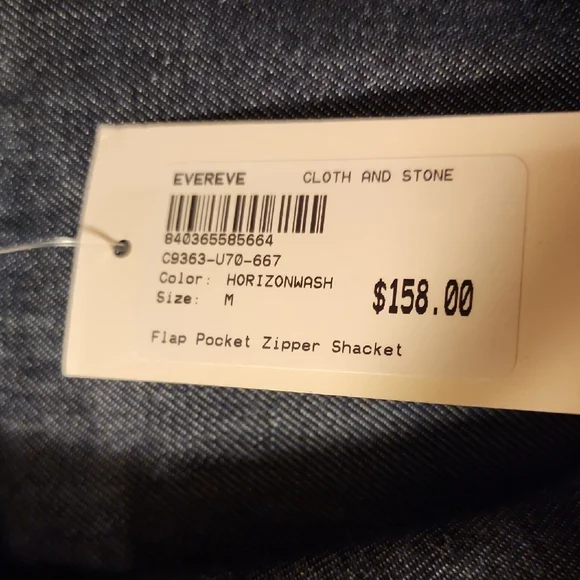 EVEREVE CLOTH AND STONE
840365585664
C9363-U70-667
Color: HORIZONWASH
Size: M
$158.00
Flap Pocket Zipper Shacket